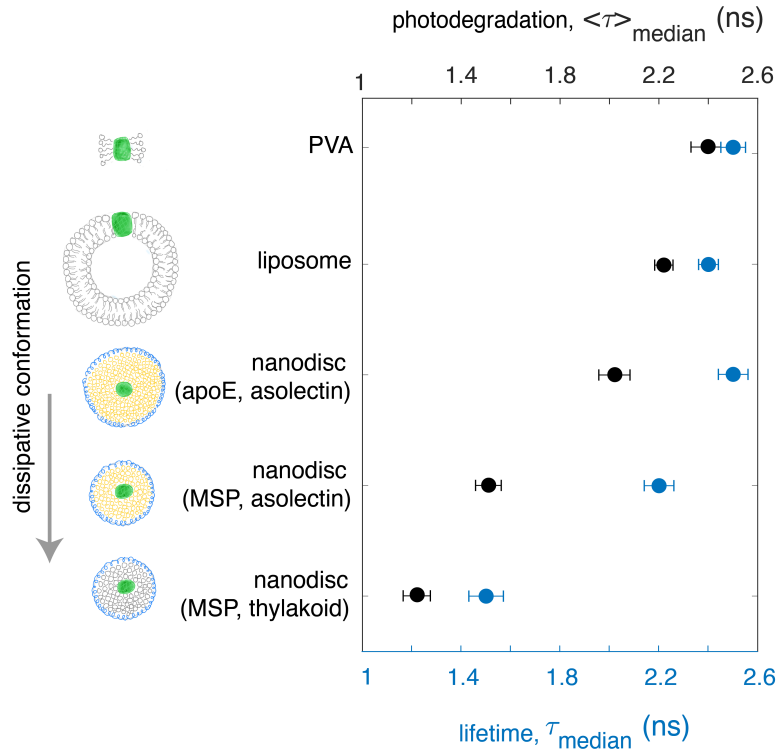 photodegradation, <τ>median (ns)
1 1.4 1.8 2.2 2.6
PVA
liposome
nanodisc
(apoE, asolectin)
nanodisc
(MSP, asolectin)
nanodisc
(MSP, thylakoid)
dissipative conformation
1 1.4 1.8 2.2 2.6
lifetime, τmedian (ns)